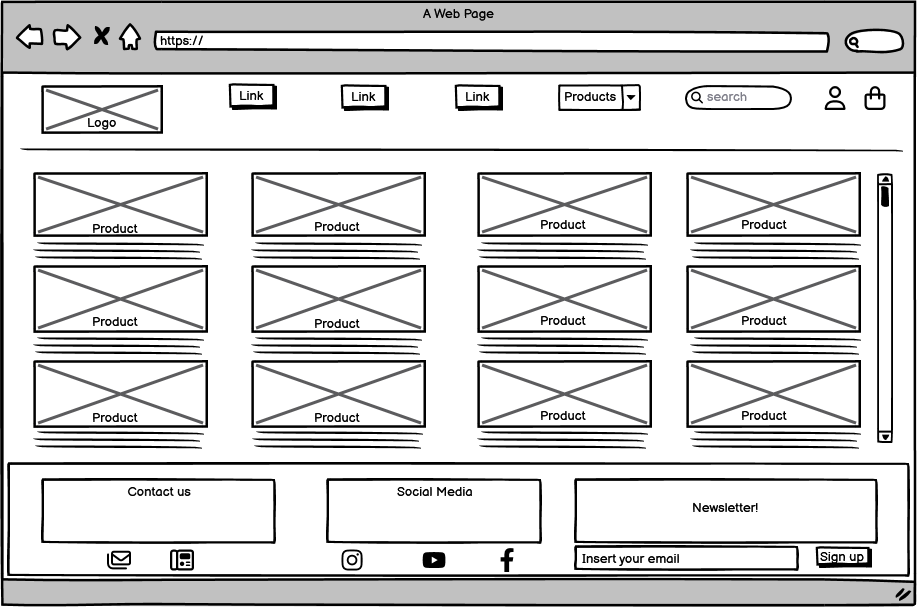 A Web Page
https://
Link
Link
Link
Products
search
Logo
Product
Product
Product
Product
Product
Product
Product
Product
Product
Product
Product
Product
Contact us
Social Media
Newsletter!
Insert your email
Sign up